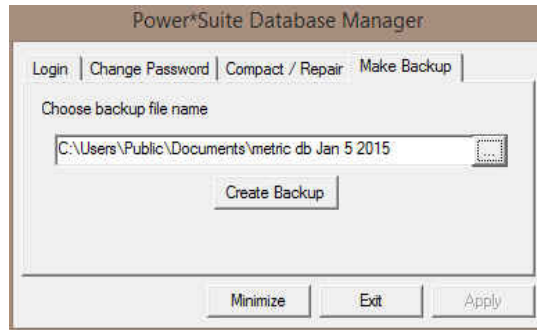 Power*Suite Database Manager
Login Change Password Compact / Repair Make Backup
Choose backup file name
C:\Users\Public\Documents\metric db Jan 5 2015 ...
Create Backup
Minimize Exit Apply